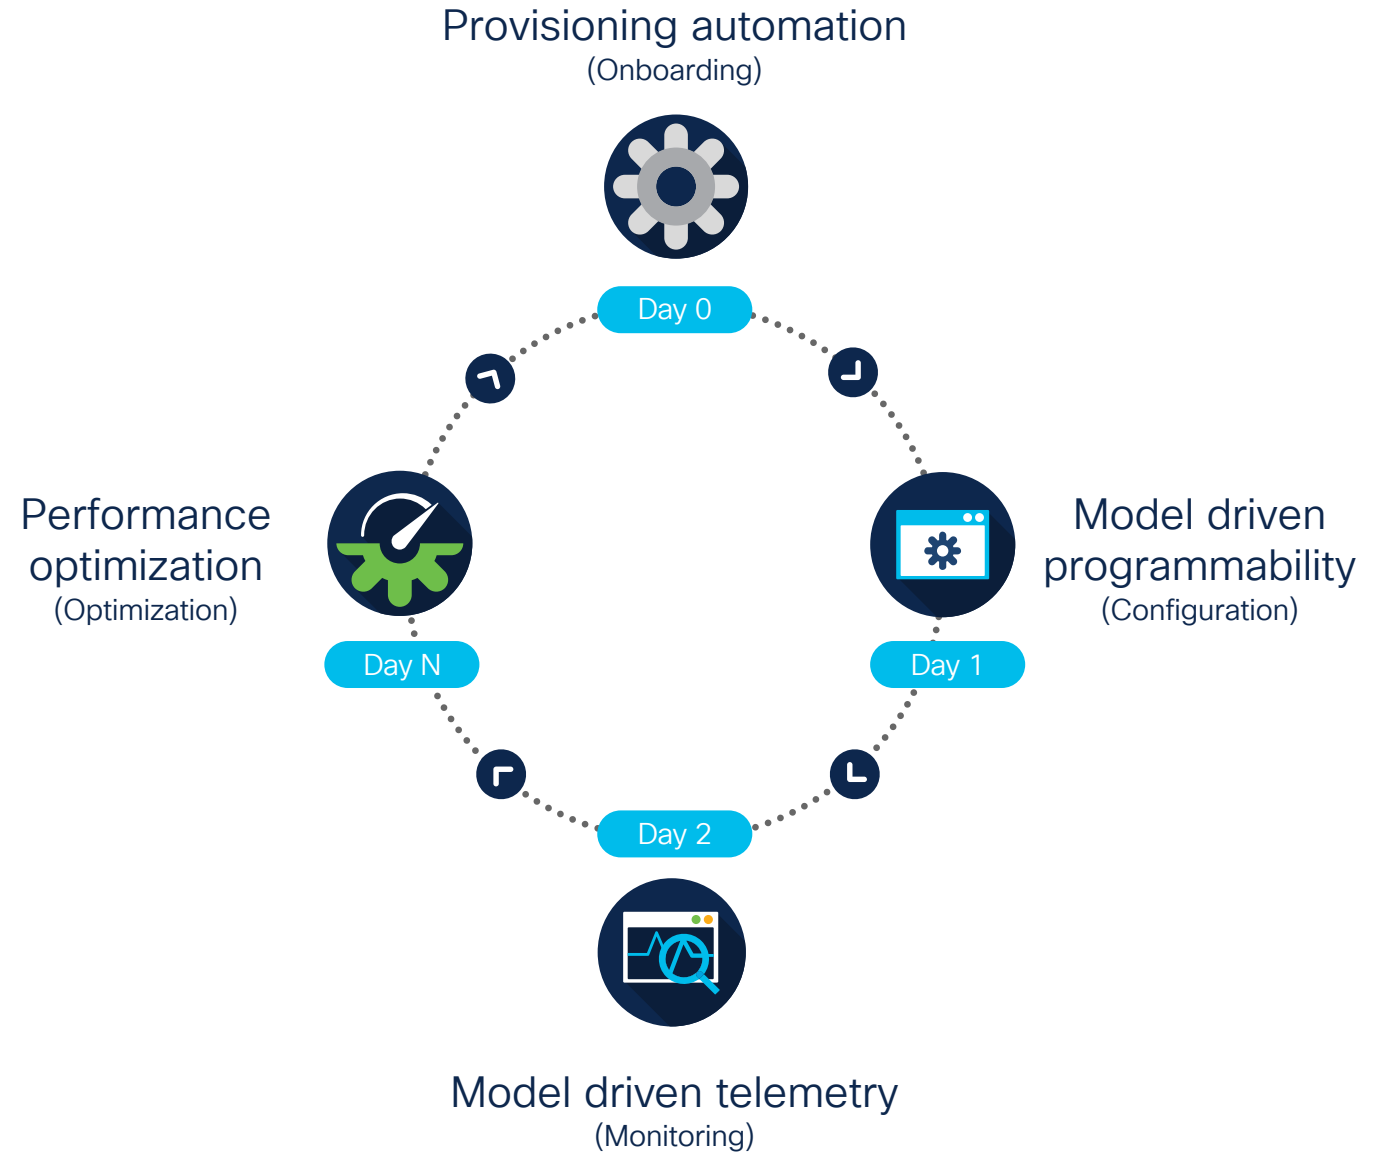 Provisioning automation
(Onboarding)
Day 0
Performance
optimization
(Optimization)
Day N
Model driven
programmability
(Configuration)
Day 1
Day 2
Model driven telemetry
(Monitoring)